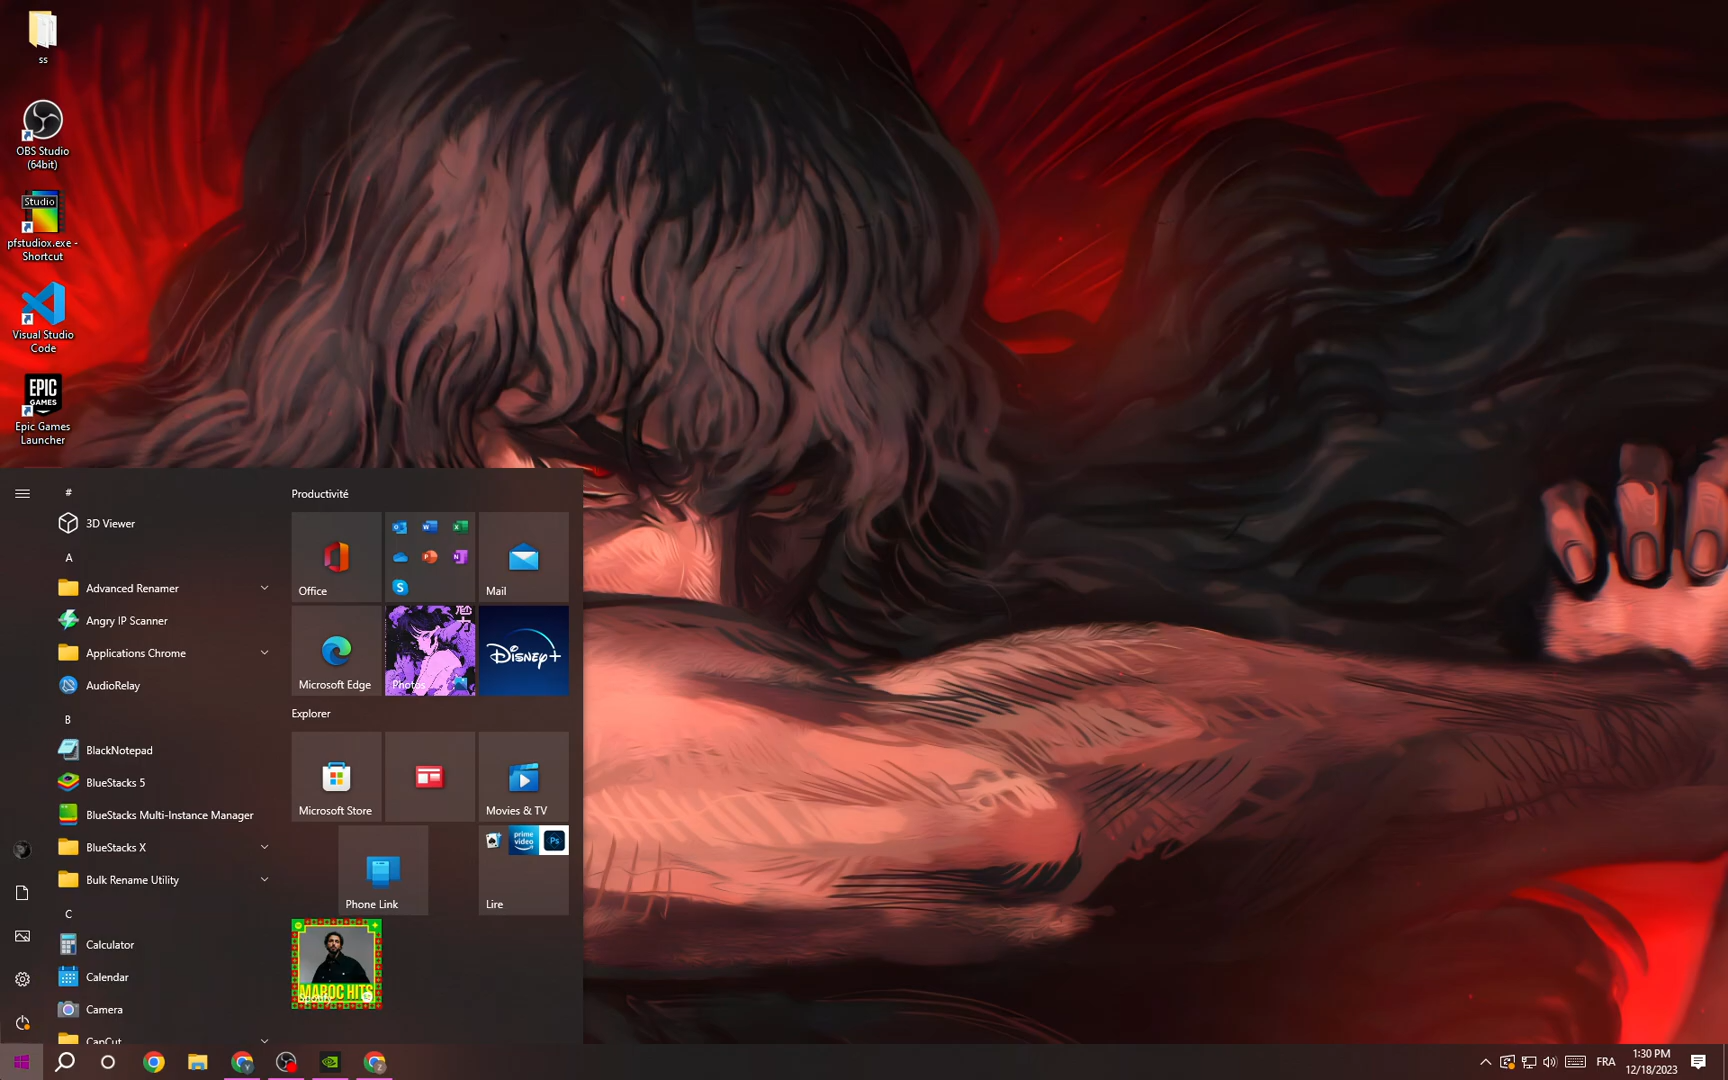 ss
OBS Studio
(64bit)
Studio
pfstudiox.exe -
Shortcut
Visual Studio
Code
EPIC
GAMES
Epic Games
Launcher
#
3D Viewer
A
Advanced Renamer
Angry IP Scanner
Applications Chrome
AudioRelay
B
BlackNotepad
BlueStacks 5
BlueStacks Multi-Instance Manager
BlueStacks X
Bulk Rename Utility
C
Calculator
Calendar
Camera
CapCut
Productivité
Office
Mail
Microsoft Edge
Photos
Disney+
Explorer
Microsoft Store
Movies & TV
Phone Link
prime video
Ps
Lire
MAROC HITS
Spotify
FRA
1:30 PM
12/18/2023